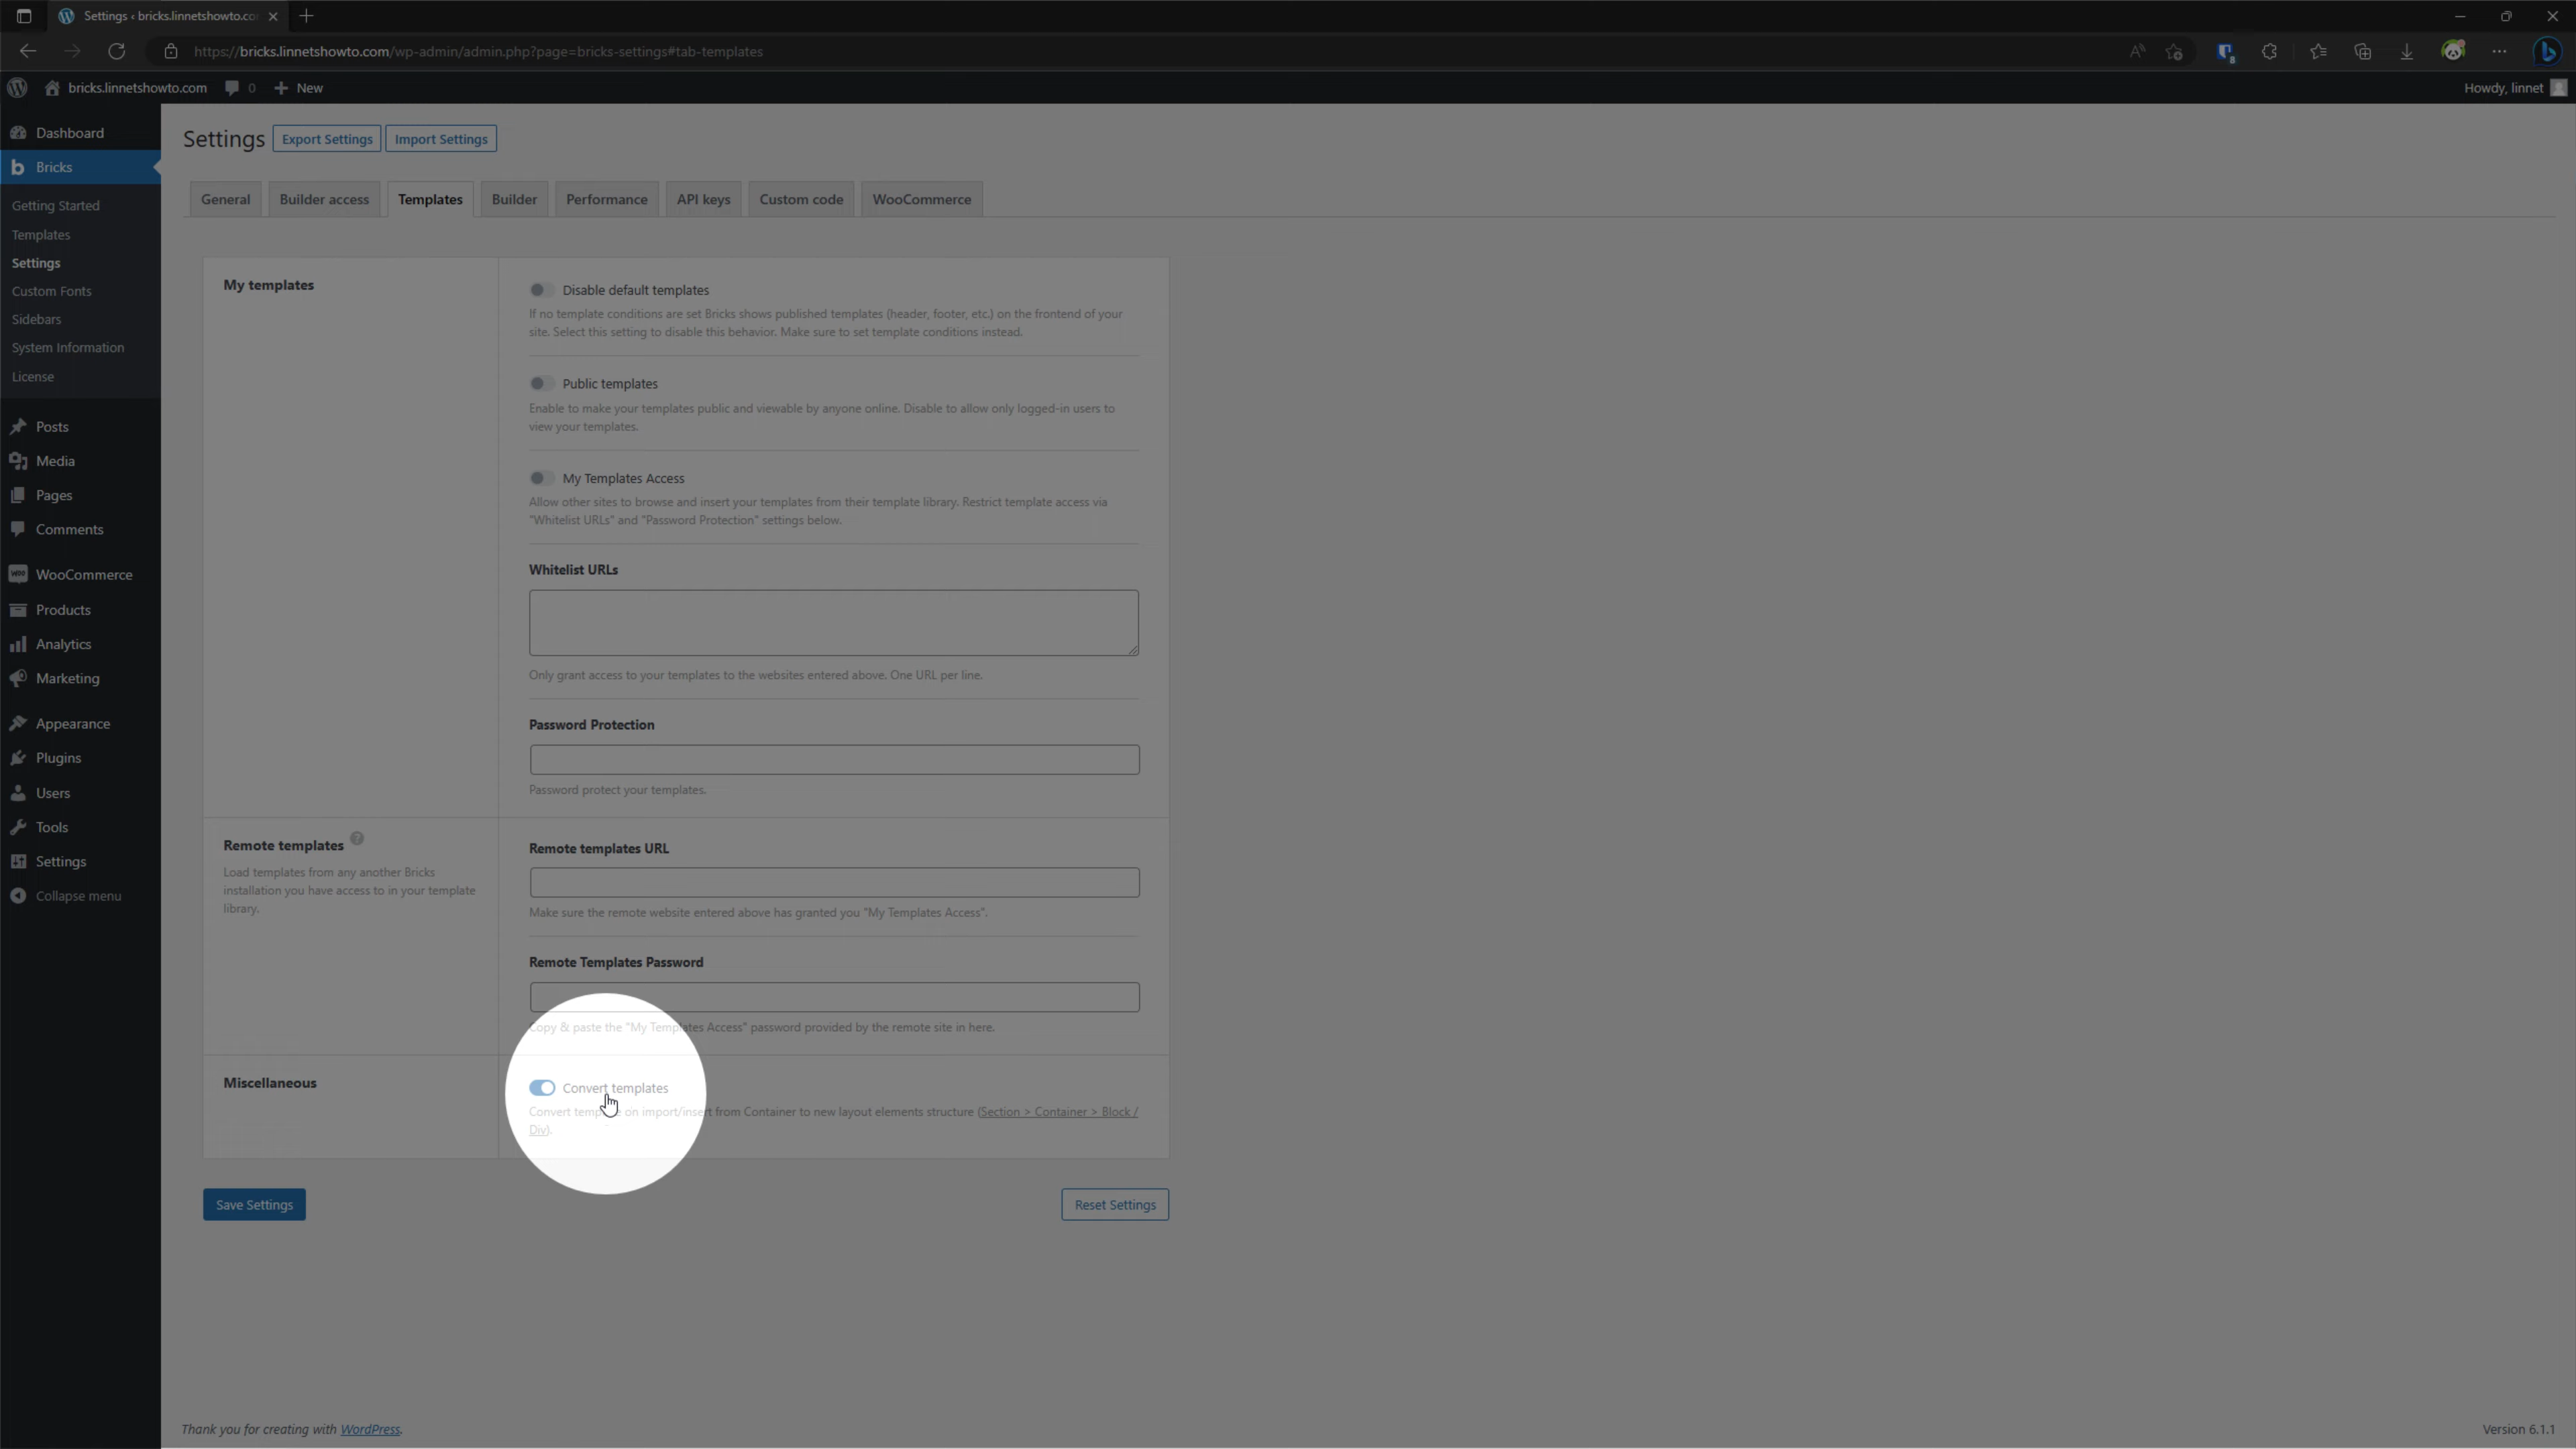 Settings ‹ bricks.linnetshowto.co
https://bricks.linnetshowto.com/wp-admin/admin.php?page=bricks-settings#tab-templates
bricks.linnetshowto.com 0 New Howdy, linnet
Dashboard
Bricks
Getting Started
Templates
Settings
Custom Fonts
Sidebars
System Information
License
Posts
Media
Pages
Comments
WooCommerce
Products
Analytics
Marketing
Appearance
Plugins
Users
Tools
Settings
Collapse menu
Settings Export Settings Import Settings
General Builder access Templates Builder Performance API keys Custom code WooCommerce
My templates
Disable default templates
If no template conditions are set Bricks shows published templates (header, footer, etc.) on the frontend of your
site. Select this setting to disable this behavior. Make sure to set template conditions instead.
Public templates
Enable to make your templates public and viewable by anyone online. Disable to allow only logged-in users to
view your templates.
My Templates Access
Allow other sites to browse and insert your templates from their template library. Restrict template access via
"Whitelist URLs" and "Password Protection" settings below.
Whitelist URLs
Only grant access to your templates to the websites entered above. One URL per line.
Password Protection
Password protect your templates.
Remote templates ?
Load templates from any another Bricks
installation you have access to in your template
library.
Remote templates URL
Make sure the remote website entered above has granted you "My Templates Access".
Remote Templates Password
Copy & paste the "My Templates Access" password provided by the remote site in here.
Miscellaneous
Convert templates
Convert on import/insert from Container to new layout elements structure (Section > Container > Block /
Div).
Save Settings Reset Settings
Thank you for creating with WordPress. Version 6.1.1